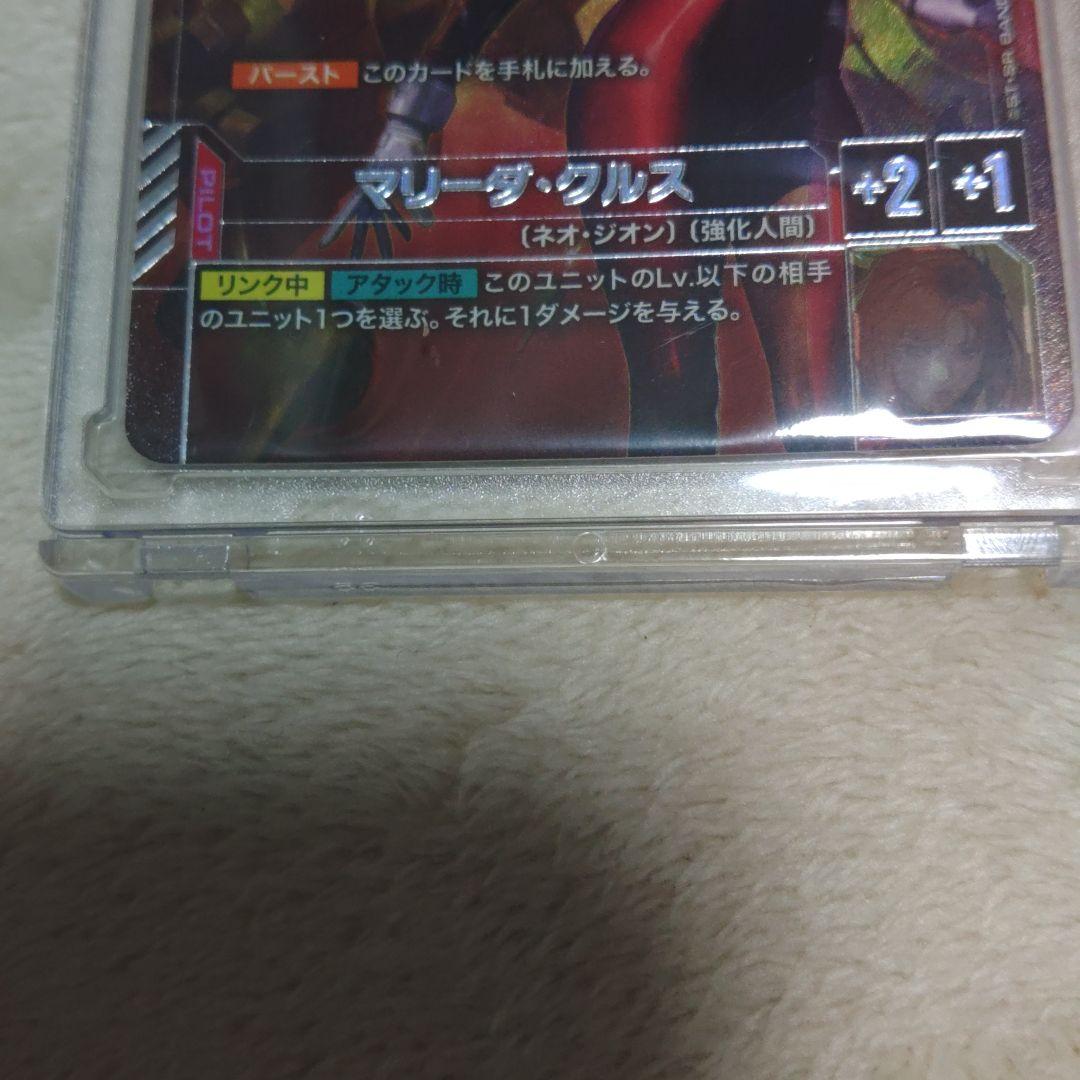 バースト このカードを手札に加える。
PILOT
マリーダ・クルス
+2 +1
〔ネオ・ジオン〕〔強化人間〕
リンク中 アタック時 このユニットのLv.以下の相手
のユニット1つを選ぶ。それに1ダメージを与える。